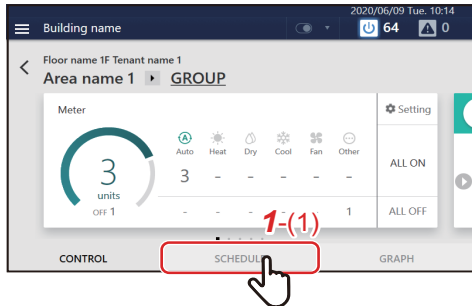 2020/06/09 Tue. 10:14
Building name 64 0
Floor name 1F Tenant name 1
Area name 1 GROUP
Meter Setting
Auto Heat Dry Cool Fan Other
3 - - - - -
3
units
OFF 1
ALL ON
- - - - - 1 ALL OFF
1-(1)
CONTROL SCHEDULE GRAPH